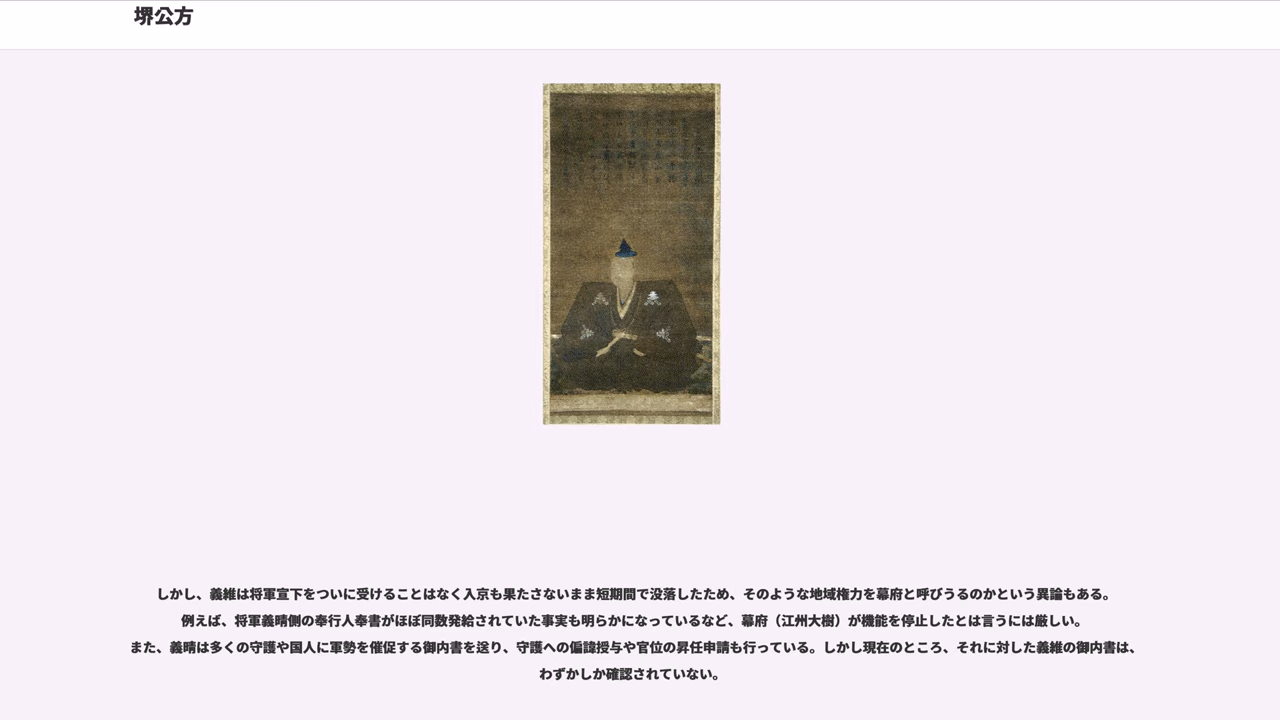 堺公方
しかし、義維は将軍宣下をついに受けることはなく入京も果たさないまま短期間で没落したため、そのような地域権力を幕府と呼びうるのかという異論もある。
例えば、将軍義晴側の奉行人奉書がほぼ同数発給されていた事実も明らかになっているなど、幕府（江州大樹）が機能を停止したとは言うには厳しい。
また、義晴は多くの守護や国人に軍勢を催促する御内書を送り、守護への偏諱授与や官位の昇任申請も行っている。しかし現在のところ、それに対した義維の御内書は、
わずかしか確認されていない。